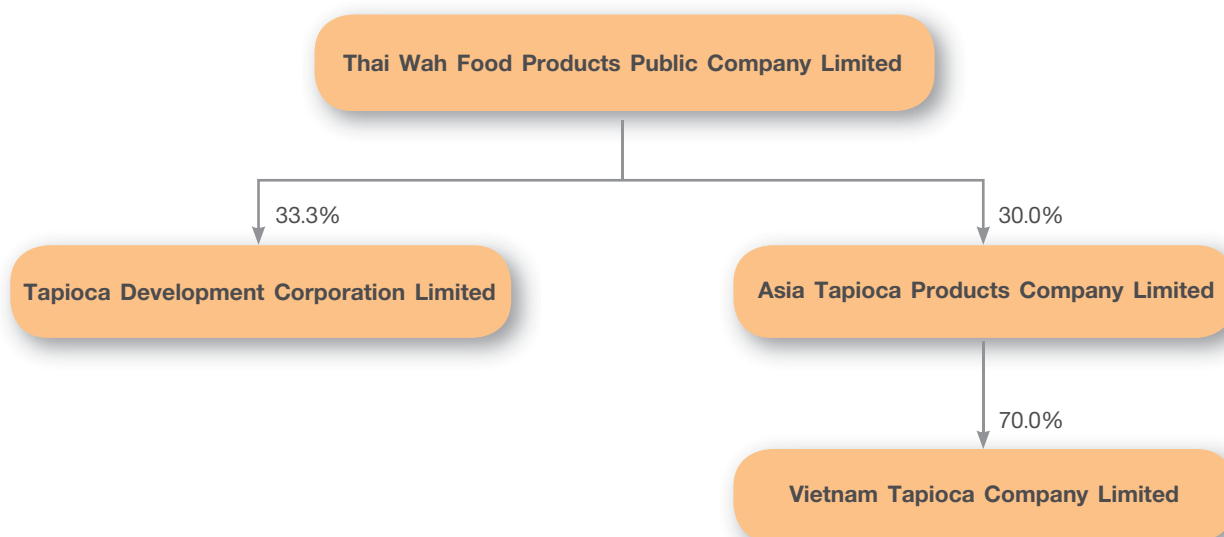 Thai Wah Food Products Public Company Limited
33.3%
30.0%
Tapioca Development Corporation Limited
Asia Tapioca Products Company Limited
70.0%
Vietnam Tapioca Company Limited